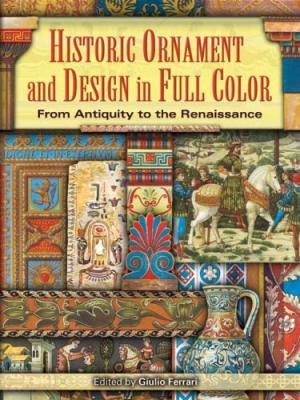 HISTORIC ORNAMENT
and DESIGN in FULL COLOR
From Antiquity to the Renaissance
Edited by Giulio Ferrari